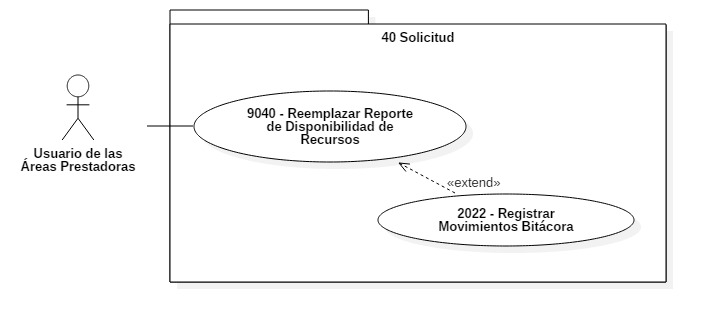 40 Solicitud
9040 - Reemplazar Reporte
de Disponibilidad de
Recursos
Usuario de las
Áreas Prestadoras
«extend»
2022 - Registrar
Movimientos Bitácora